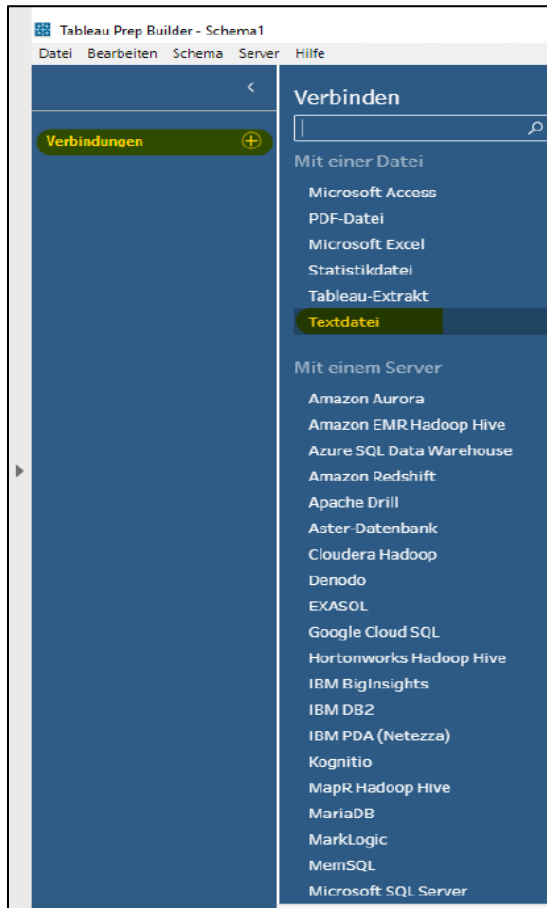 Tableau Prep Builder - Schema1
Datei Bearbeiten Schema Server Hilfe
Verbindungen
Verbinden
Mit einer Datei
Microsoft Access
PDF-Datei
Microsoft Excel
Statistikdatei
Tableau-Extrakt
Textdatei
Mit einem Server
Amazon Aurora
Amazon EMR Hadoop Hive
Azure SQL Data Warehouse
Amazon Redshift
Apache Drill
Aster-Datenbank
Cloudera Hadoop
Denodo
EXASOL
Google Cloud SQL
Hortonworks Hadoop Hive
IBM BigInsights
IBM DB2
IBM PDA (Netezza)
Kognitio
MapR Hadoop Hive
MariaDB
MarkLogic
MemSQL
Microsoft SQL Server